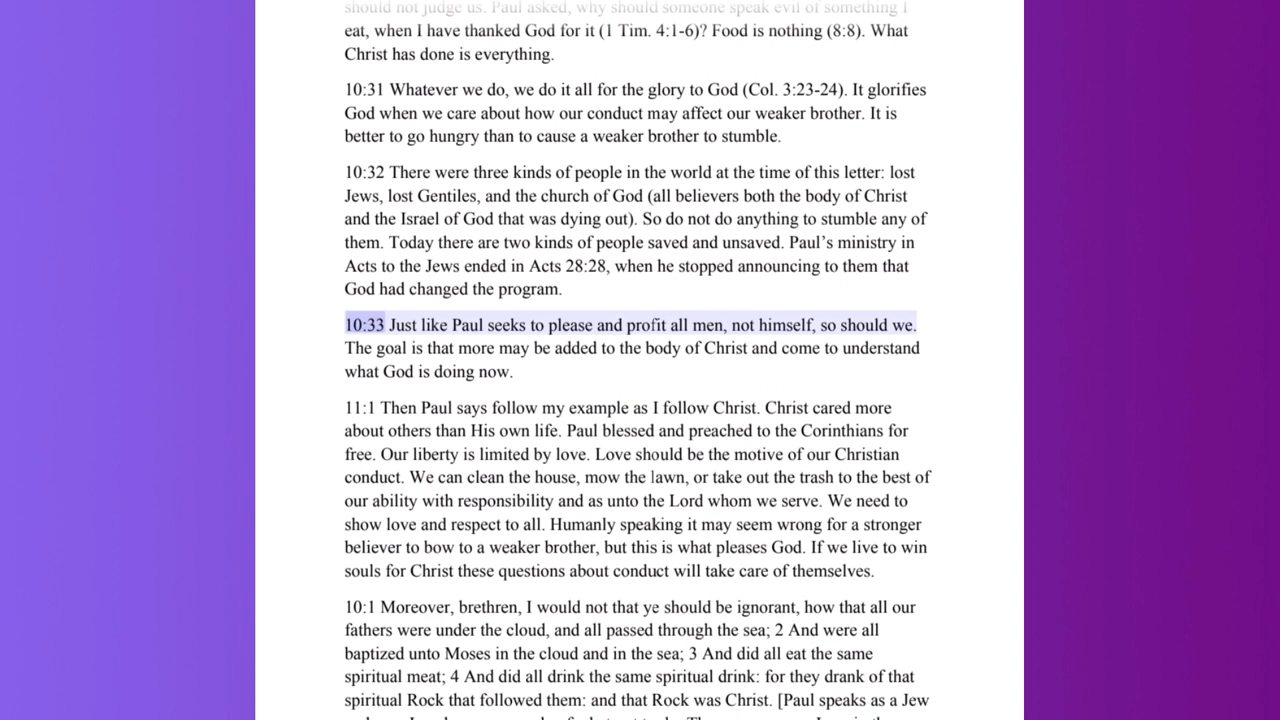 should not judge us. Paul asked, why should someone speak evil of something I
eat, when I have thanked God for it (1 Tim. 4:1-6)? Food is nothing (8:8). What
Christ has done is everything.
10:31 Whatever we do, we do it all for the glory to God (Col. 3:23-24). It glorifies
God when we care about how our conduct may affect our weaker brother. It is
better to go hungry than to cause a weaker brother to stumble.
10:32 There were three kinds of people in the world at the time of this letter: lost
Jews, lost Gentiles, and the church of God (all believers both the body of Christ
and the Israel of God that was dying out). So do not do anything to stumble any of
them. Today there are two kinds of people saved and unsaved. Paul’s ministry in
Acts to the Jews ended in Acts 28:28, when he stopped announcing to them that
God had changed the program.
10:33 Just like Paul seeks to please and profit all men, not himself, so should we.
The goal is that more may be added to the body of Christ and come to understand
what God is doing now.
11:1 Then Paul says follow my example as I follow Christ. Christ cared more
about others than His own life. Paul blessed and preached to the Corinthians for
free. Our liberty is limited by love. Love should be the motive of our Christian
conduct. We can clean the house, mow the lawn, or take out the trash to the best of
our ability with responsibility and as unto the Lord whom we serve. We need to
show love and respect to all. Humanly speaking it may seem wrong for a stronger
believer to bow to a weaker brother, but this is what pleases God. If we live to win
souls for Christ these questions about conduct will take care of themselves.
10:1 Moreover, brethren, I would not that ye should be ignorant, how that all our
fathers were under the cloud, and all passed through the sea; 2 And were all
baptized unto Moses in the cloud and in the sea; 3 And did all eat the same
spiritual meat; 4 And did all drink the same spiritual drink: for they drank of that
spiritual Rock that followed them: and that Rock was Christ. [Paul speaks as a Jew